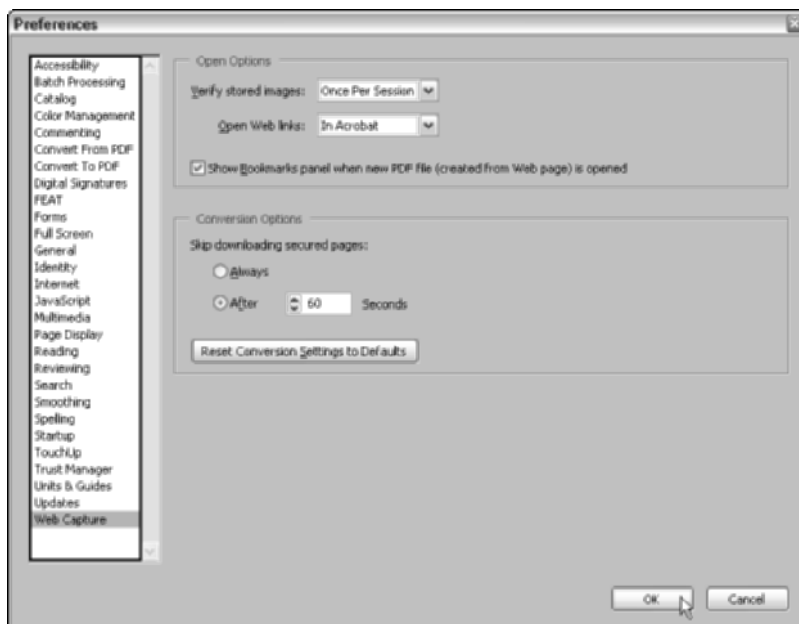 Preferences
Accessibility
Batch Processing
Catalog
Color Management
Commenting
Convert From PDF
Convert To PDF
Digital Signatures
FEAT
Forms
Full Screen
General
Identity
Internet
JavaScript
Multimedia
Page Display
Reading
Reviewing
Search
Smoothing
Spelling
Startup
TouchUp
Trust Manager
Units & Guides
Updates
Web Capture
Open Options
Verify stored images: Once Per Session
Open Web links: In Acrobat
Show Bookmarks panel when new PDF file (created from Web page) is opened
Conversion Options
Skip downloading secured pages:
Always
After 60 Seconds
Reset Conversion Settings to Defaults
OK Cancel